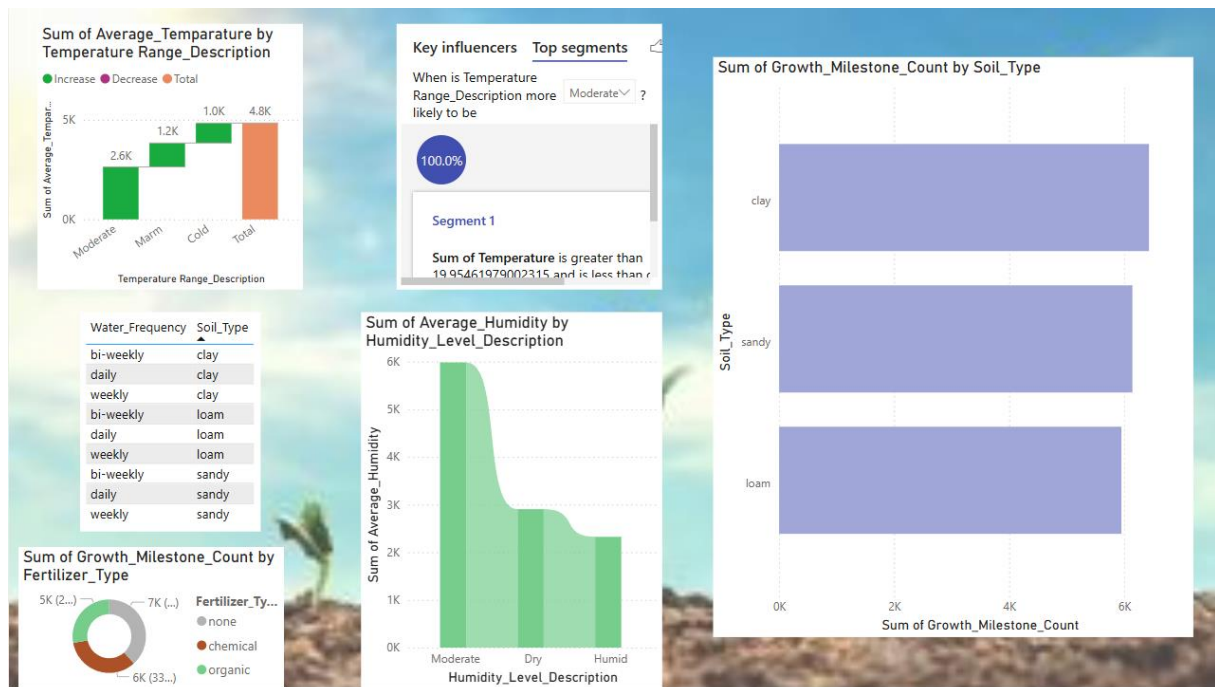 Sum of Average_Temparature by
Temperature Range_Description
Increase Decrease Total
Sum of Average_Tempar...
5K
0K
2.6K
1.2K
1.0K
4.8K
Moderate
Marm
Cold
Total
Temperature Range_Description
Key influencers Top segments
When is Temperature
Range_Description more
likely to be
Moderate
?
100.0%
Segment 1
Sum of Temperature is greater than
19.95461979002315 and is less than
Sum of Growth_Milestone_Count by Soil_Type
Soil_Type
clay
sandy
loam
0K 2K 4K 6K
Sum of Growth_Milestone_Count
Water_Frequency Soil_Type
bi-weekly clay
daily clay
weekly clay
bi-weekly loam
daily loam
weekly loam
bi-weekly sandy
daily sandy
weekly sandy
Sum of Average_Humidity by
Humidity_Level_Description
Sum of Average_Humidity
6K
5K
4K
3K
2K
1K
0K
Moderate Dry Humid
Humidity_Level_Description
Sum of Growth_Milestone_Count by
Fertilizer_Type
5K (2...)
7K (...)
6K (33...)
Fertilizer_Ty...
none
chemical
organic